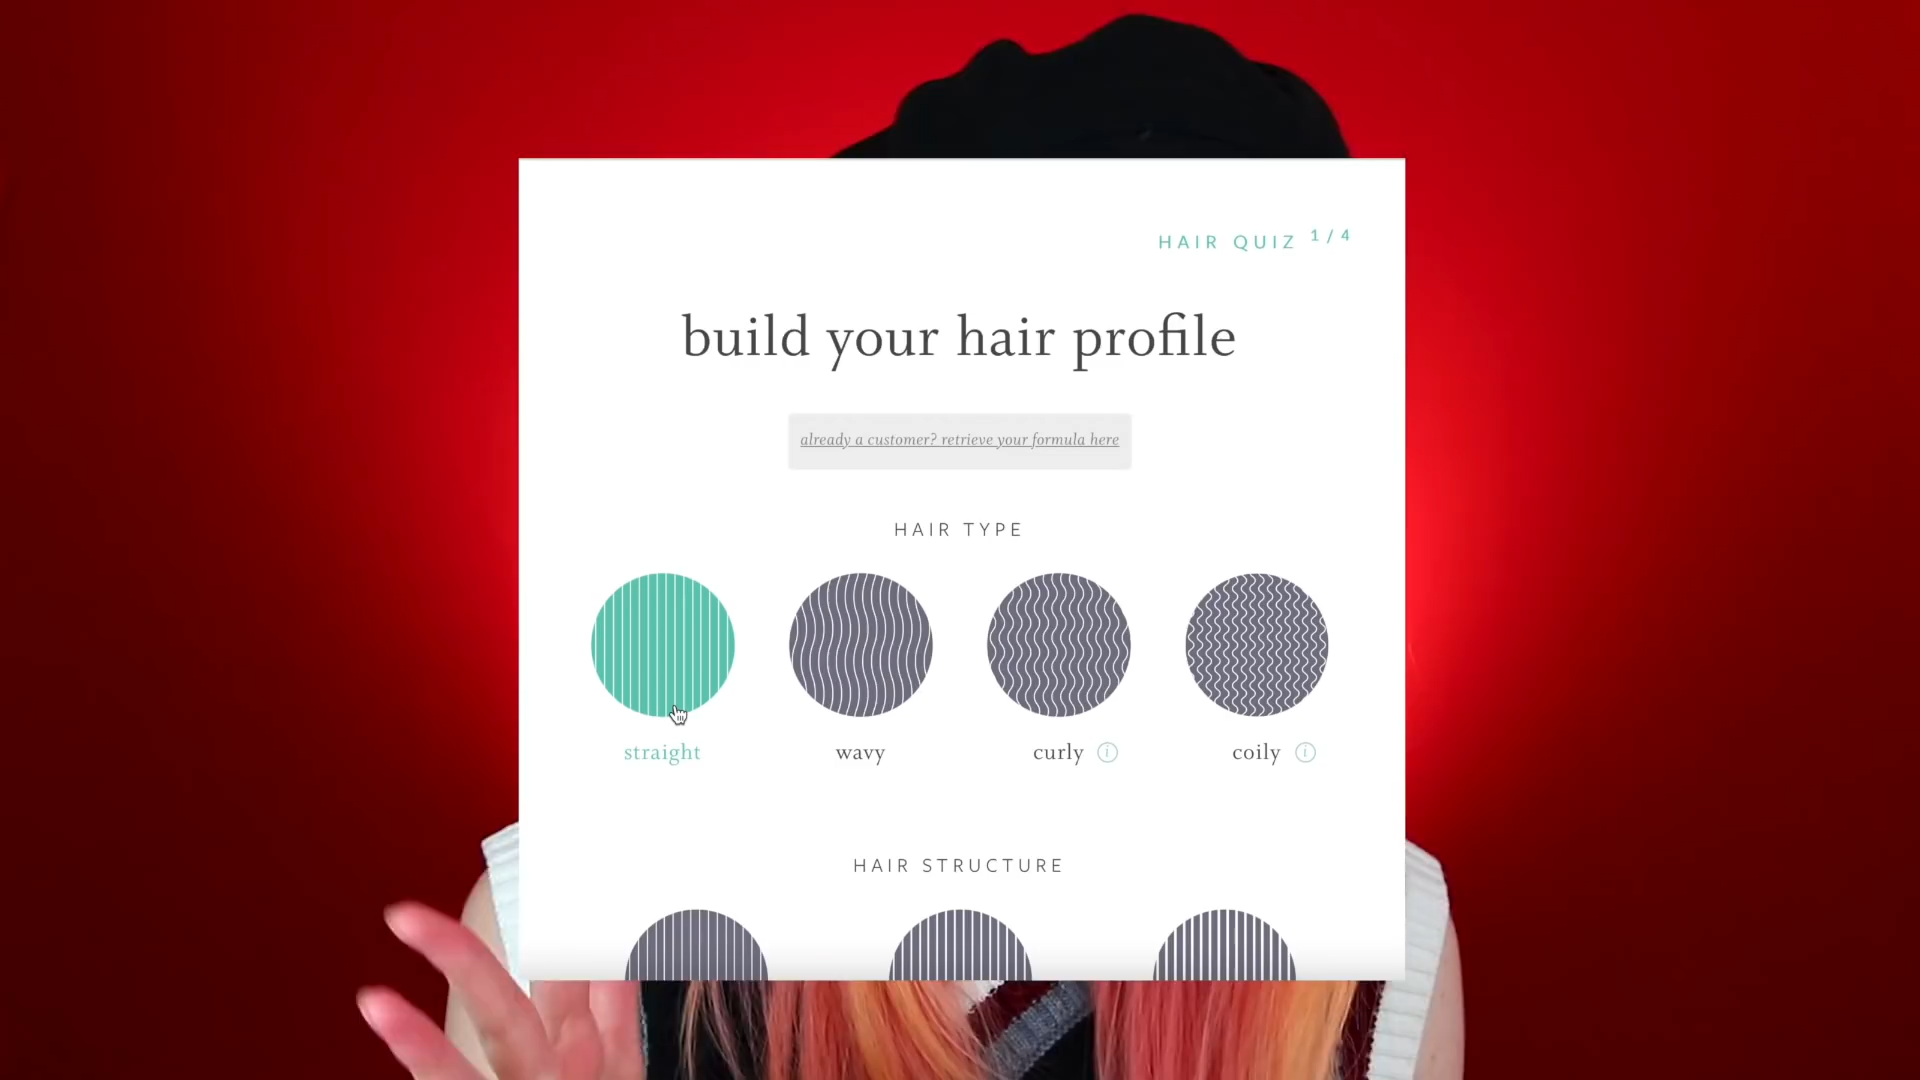 HAIR QUIZ 1/4
build your hair profile
already a customer? retrieve your formula here
HAIR TYPE
straight
wavy
curly i
coily i
HAIR STRUCTURE